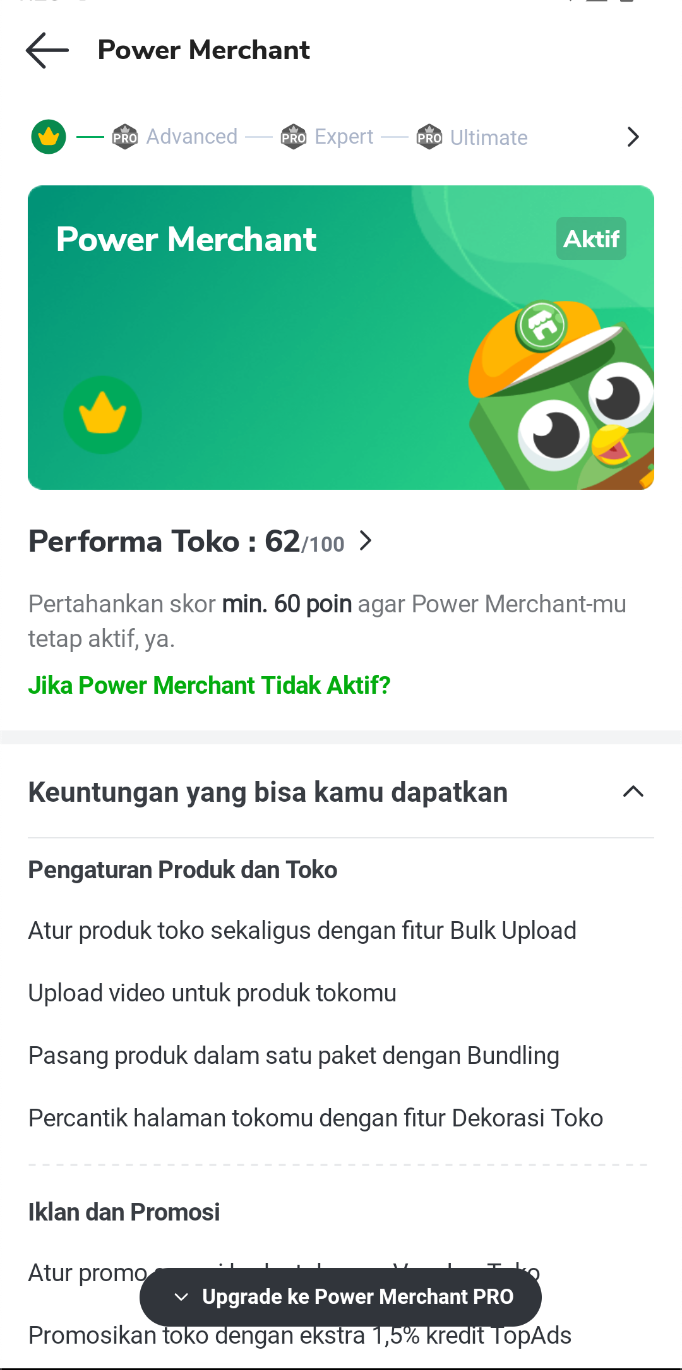 Power Merchant
PRO Advanced PRO Expert PRO Ultimate
Power Merchant
Aktif
Performa Toko : 62/100
Pertahankan skor min. 60 poin agar Power Merchant-mu
tetap aktif, ya.
Jika Power Merchant Tidak Aktif?
Keuntungan yang bisa kamu dapatkan
Pengaturan Produk dan Toko
Atur produk toko sekaligus dengan fitur Bulk Upload
Upload video untuk produk tokomu
Pasang produk dalam satu paket dengan Bundling
Percantik halaman tokomu dengan fitur Dekorasi Toko
Iklan dan Promosi
Atur promo
Upgrade ke Power Merchant PRO
Promosikan toko dengan ekstra 1,5% kredit TopAds